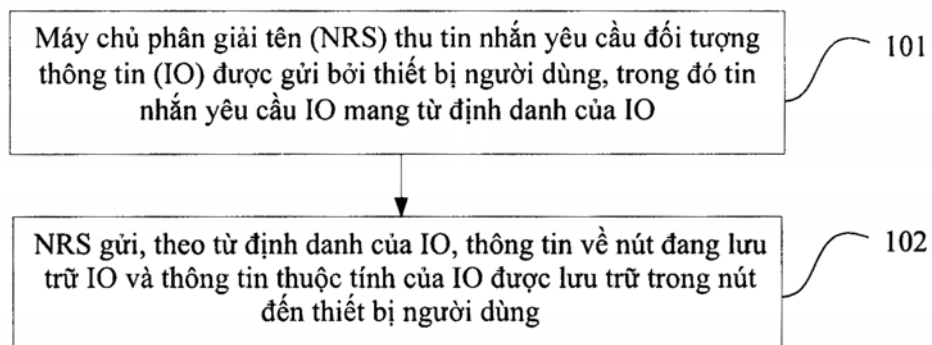 Máy chủ phân giải tên (NRS) thu tin nhắn yêu cầu đối tượng
thông tin (IO) được gửi bởi thiết bị người dùng, trong đó tin
nhắn yêu cầu IO mang từ định danh của IO
101
NRS gửi, theo từ định danh của IO, thông tin về nút đang lưu
trữ IO và thông tin thuộc tính của IO được lưu trữ trong nút
đến thiết bị người dùng
102